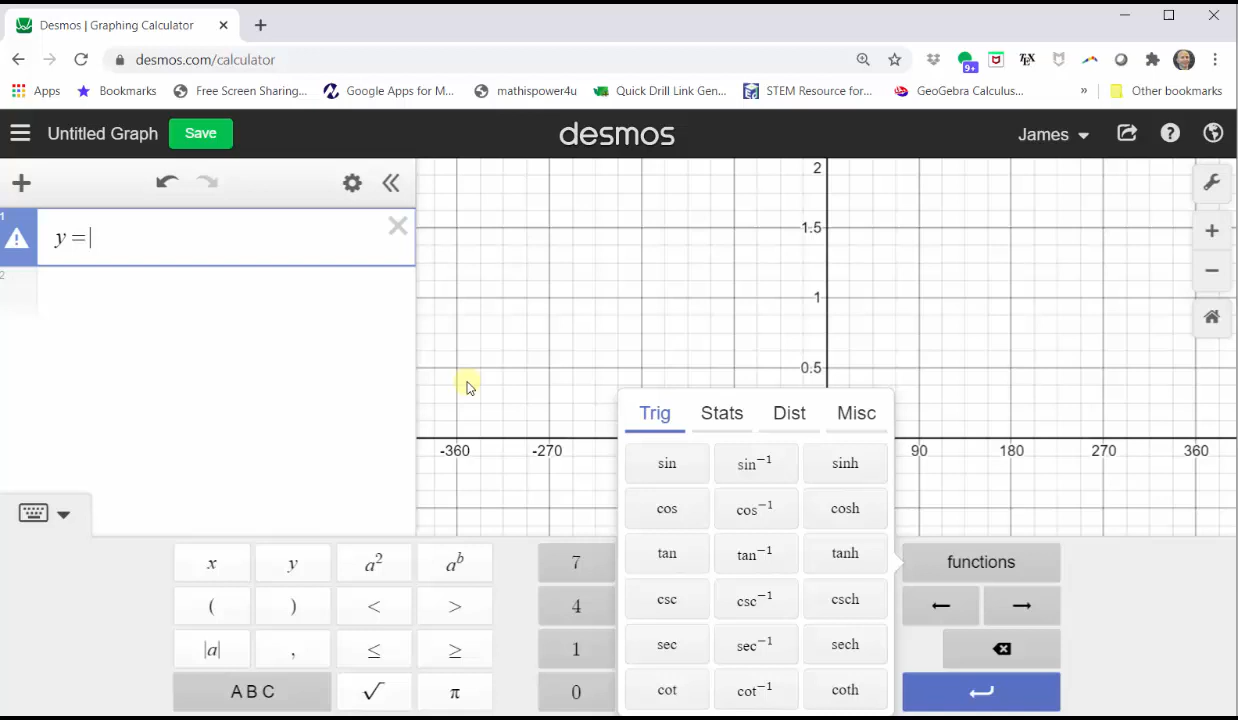 Desmos | Graphing Calculator
desmos.com/calculator
9+
TEX
Apps Bookmarks Free Screen Sharing... Google Apps for M... mathispower4u Quick Drill Link Gen... STEM Resource for... GeoGebra Calculus... » Other bookmarks
Untitled Graph Save desmos James
1
y =
2
2
1.5
1
0.5
-360 -270 90 180 270 360
Trig Stats Dist Misc
sin sin⁻¹ sinh
cos cos⁻¹ cosh
tan tan⁻¹ tanh
csc csc⁻¹ csch
sec sec⁻¹ sech
cot cot⁻¹ coth
x y a² aᵇ 7 functions
( ) < > 4 ← →
|a| , ≤ ≥ 1
A B C √ π 0